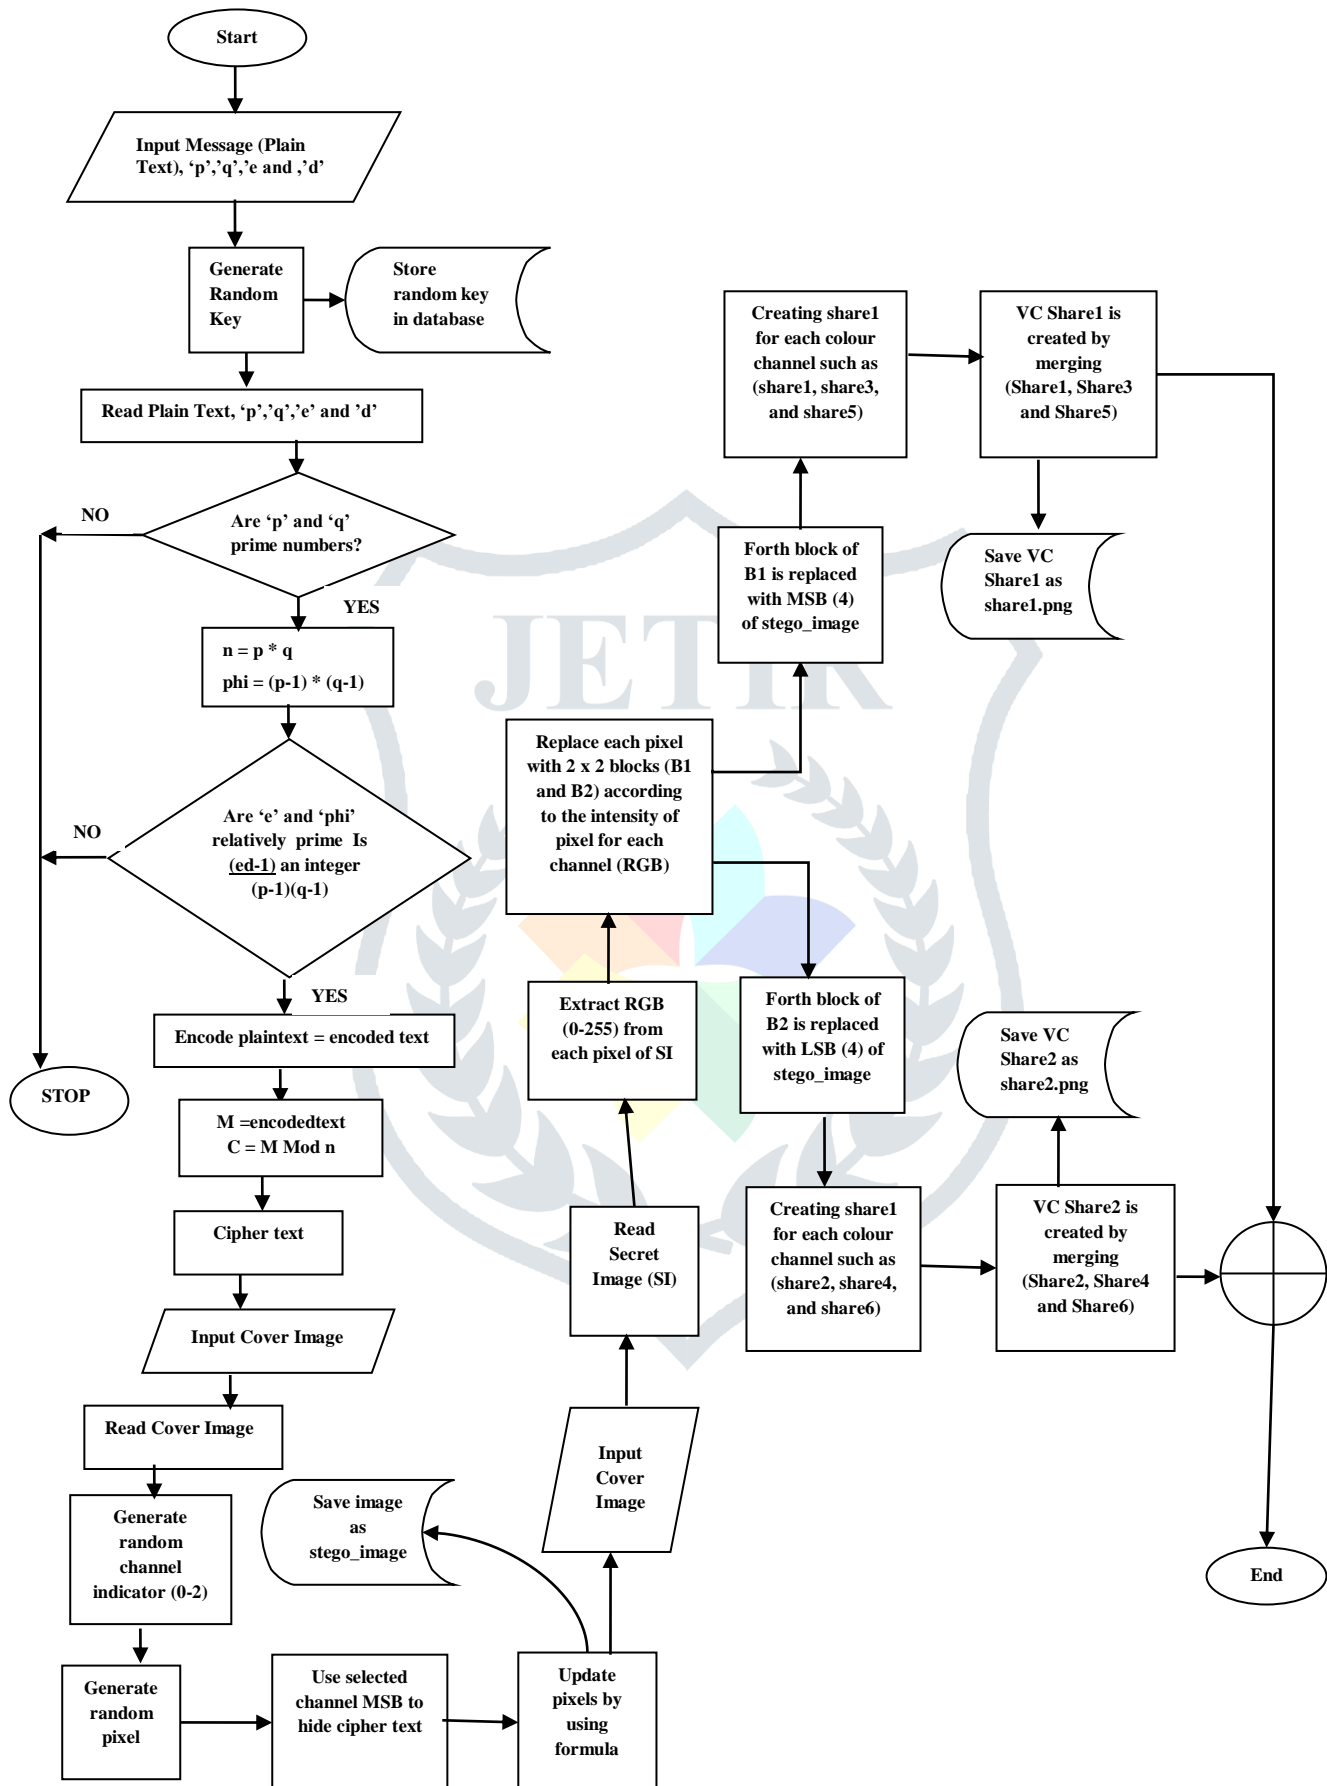 Start
Input Message (Plain
Text), ‘p’,’q’,’e and ,’d’
Generate
Random
Key
Store
random key
in database
Read Plain Text, ‘p’,’q’,’e’ and ’d’
Are ‘p’ and ‘q’
prime numbers?
NO
YES
n = p * q
phi = (p-1) * (q-1)
Are ‘e’ and ‘phi’
relatively prime Is
(ed-1) an integer
(p-1)(q-1)
NO
YES
STOP
Encode plaintext = encoded text
M =encodedtext
C = M Mod n
Cipher text
Input Cover Image
Read Cover Image
Generate
random
channel
indicator (0-2)
Generate
random
pixel
Use selected
channel MSB to
hide cipher text
Update
pixels by
using
formula
Save image
as
stego_image
Input
Cover
Image
Read
Secret
Image (SI)
Extract RGB
(0-255) from
each pixel of SI
Replace each pixel
with 2 x 2 blocks (B1
and B2) according
to the intensity of
pixel for each
channel (RGB)
Forth block of
B1 is replaced
with MSB (4)
of stego_image
Creating share1
for each colour
channel such as
(share1, share3,
and share5)
VC Share1 is
created by
merging
(Share1, Share3
and Share5)
Save VC
Share1 as
share1.png
Forth block of
B2 is replaced
with LSB (4) of
stego_image
Creating share1
for each colour
channel such as
(share2, share4,
and share6)
VC Share2 is
created by
merging
(Share2, Share4
and Share6)
Save VC
Share2 as
share2.png
End
JETIR